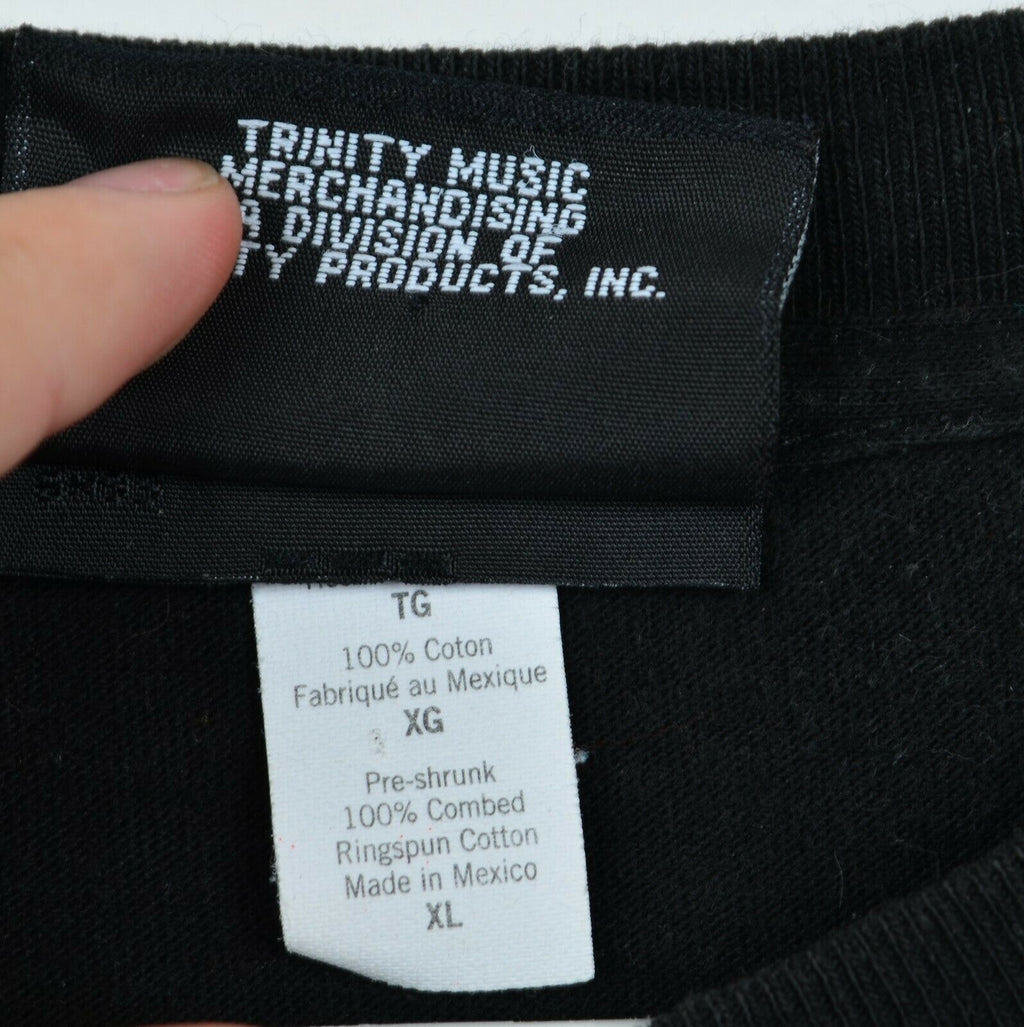 TRINITY MUSIC
MERCHANDISING
A DIVISION OF
TY PRODUCTS, INC.
TG
100% Coton
Fabriqué au Mexique
XG
Pre-shrunk
100% Combed
Ringspun Cotton
Made in Mexico
XL